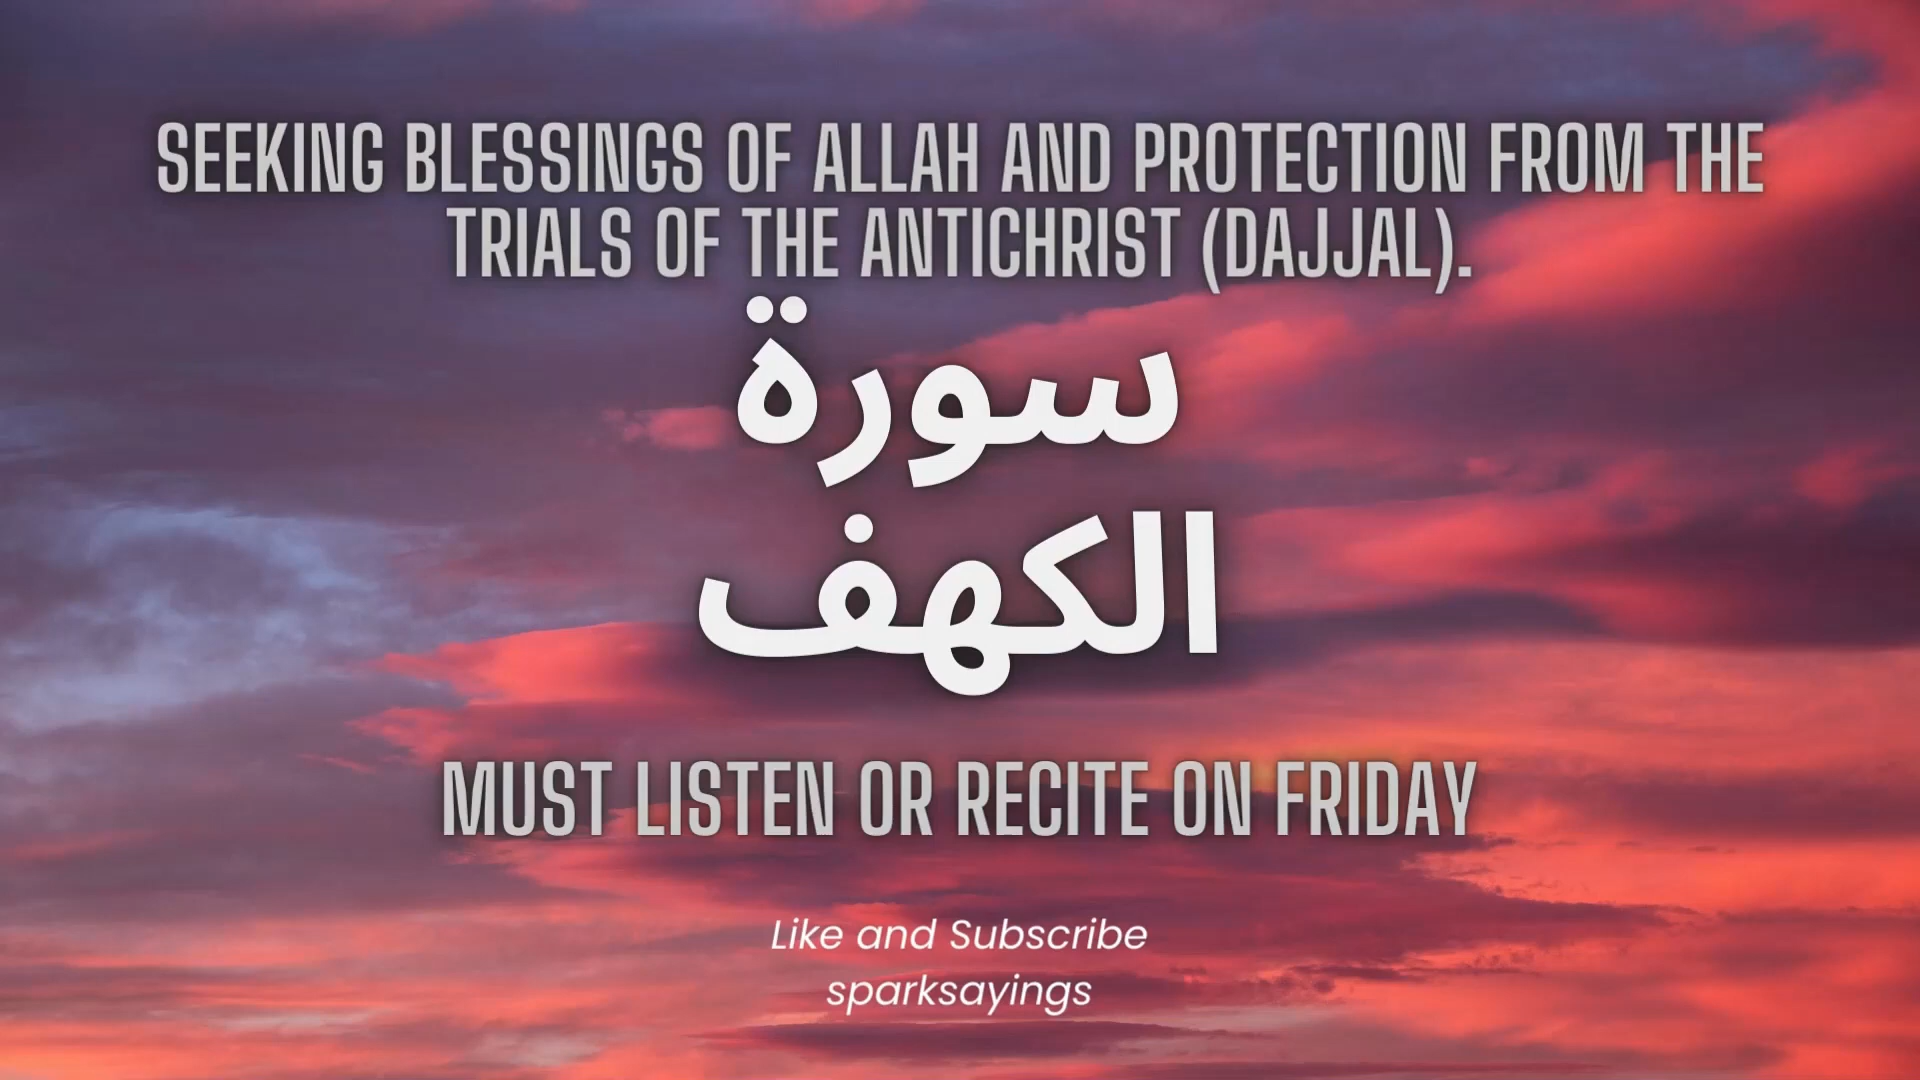 SEEKING BLESSINGS OF ALLAH AND PROTECTION FROM THE
TRIALS OF THE ANTICHRIST (DAJJAL).
سورة
الكهف
MUST LISTEN OR RECITE ON FRIDAY
Like and Subscribe
sparksayings